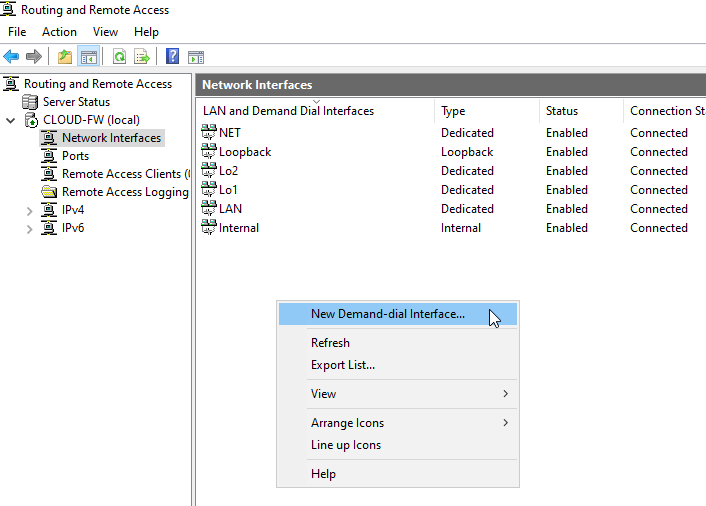 Routing and Remote Access
File Action View Help
Routing and Remote Access
Server Status
CLOUD-FW (local)
Network Interfaces
Ports
Remote Access Clients (
Remote Access Logging
IPv4
IPv6
Network Interfaces
LAN and Demand Dial Interfaces Type Status Connection St
NET Dedicated Enabled Connected
Loopback Loopback Enabled Connected
Lo2 Dedicated Enabled Connected
Lo1 Dedicated Enabled Connected
LAN Dedicated Enabled Connected
Internal Internal Enabled Connected
New Demand-dial Interface...
Refresh
Export List...
View
Arrange Icons
Line up Icons
Help